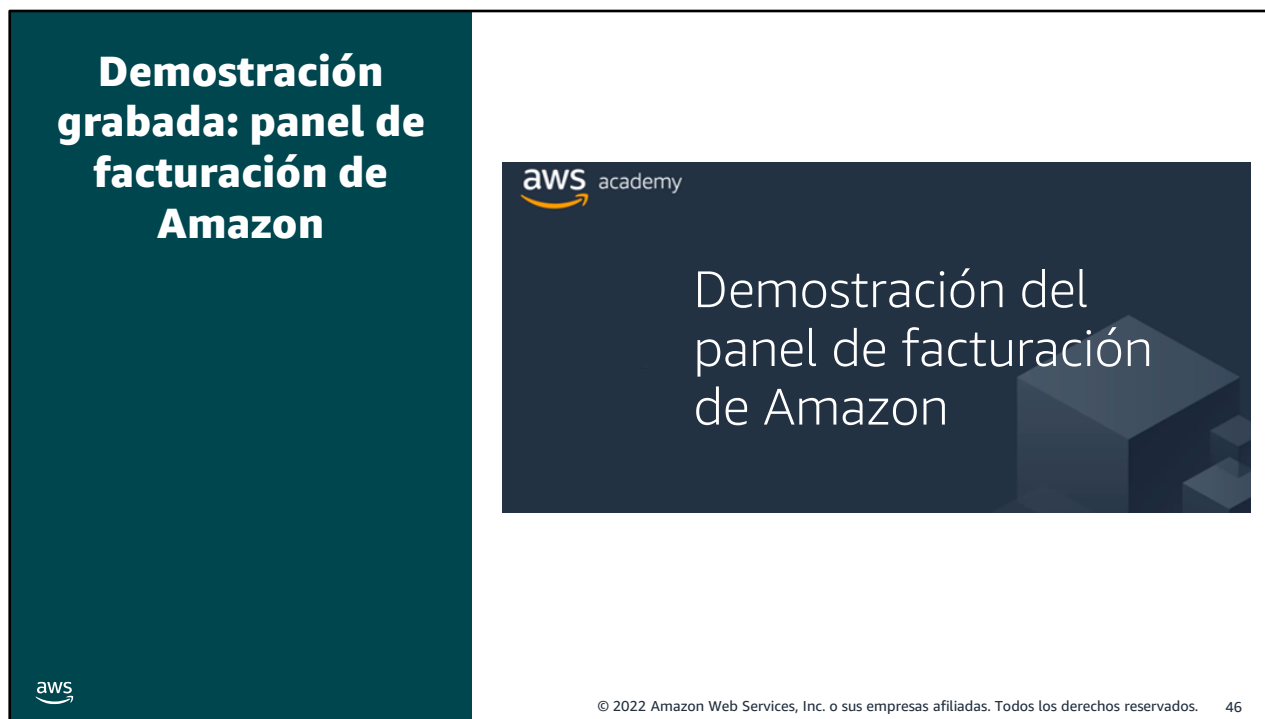 Demostración
grabada: panel de
facturación de
Amazon
aws academy
Demostración del
panel de facturación
de Amazon
aws
© 2022 Amazon Web Services, Inc. o sus empresas afiliadas. Todos los derechos reservados. 46